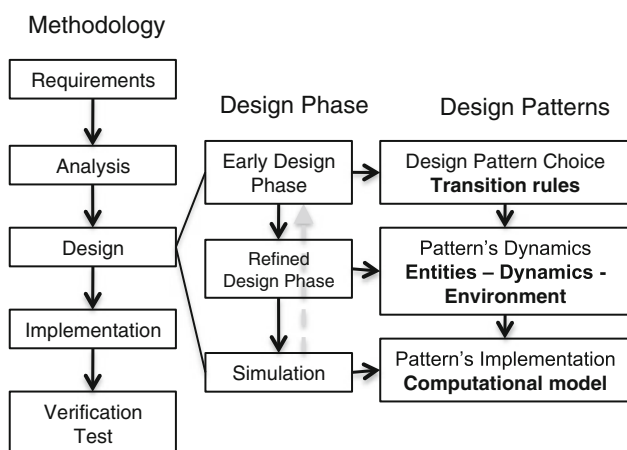 Methodology
Requirements
Analysis
Design
Implementation
Verification
Test
Design Phase
Early Design
Phase
Refined
Design Phase
Simulation
Design Patterns
Design Pattern Choice
Transition rules
Pattern's Dynamics
Entities – Dynamics -
Environment
Pattern's Implementation
Computational model